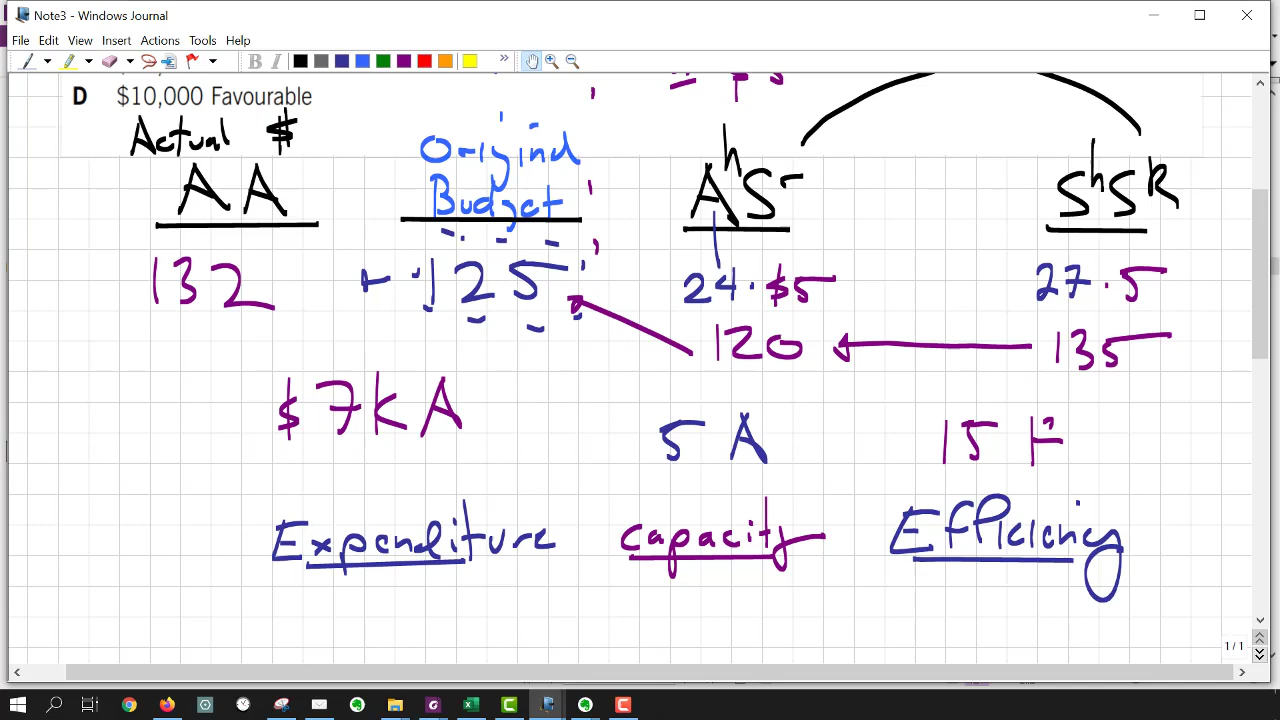 Note3 - Windows Journal
File Edit View Insert Actions Tools Help
B I
D $10,000 Favourable
Actual $
Original
Budget
AA
AhSr
ShSR
132
125
24 · $5
27 · 5
120
135
$7k A
5 A
15 F
Expenditure capacity Efficiency
1/1